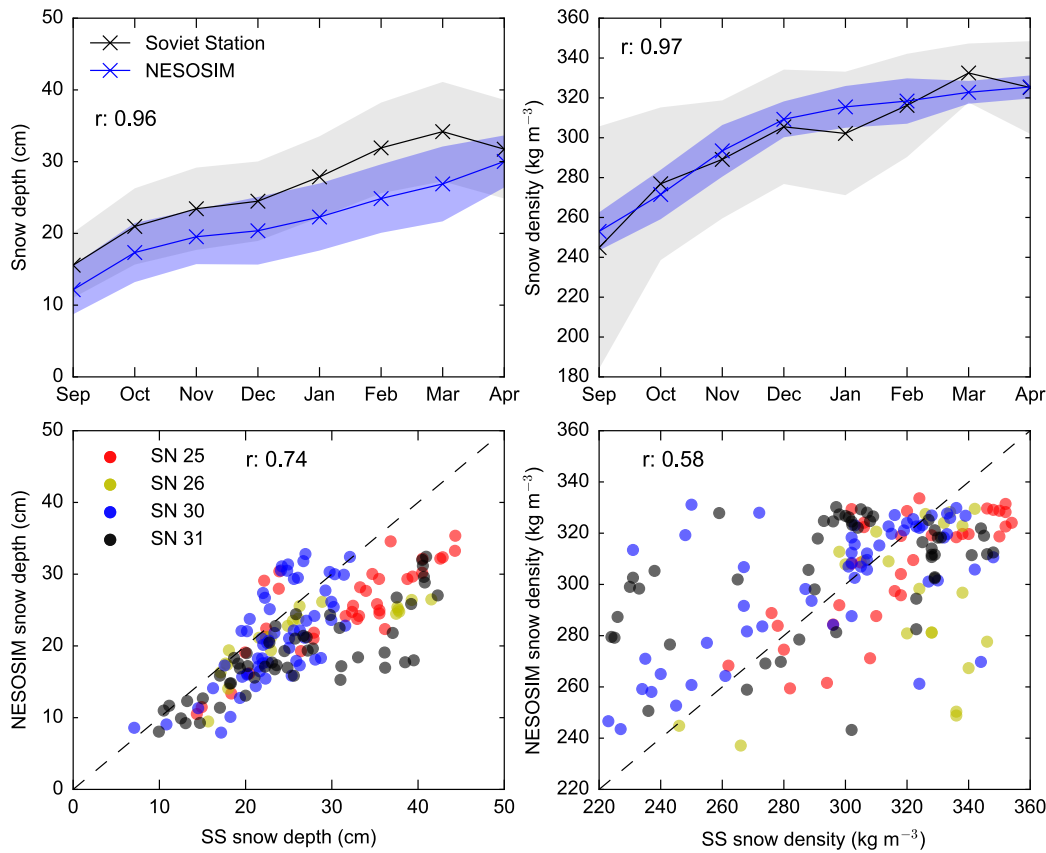 Soviet Station
NESOSIM
r: 0.96
Snow depth (cm)
0
10
20
30
40
50
Sep Oct Nov Dec Jan Feb Mar Apr
r: 0.97
Snow density (kg m⁻³)
180
200
220
240
260
280
300
320
340
360
Sep Oct Nov Dec Jan Feb Mar Apr
SN 25
SN 26
SN 30
SN 31
r: 0.74
NESOSIM snow depth (cm)
0
10
20
30
40
50
0 10 20 30 40 50
SS snow depth (cm)
r: 0.58
NESOSIM snow density (kg m⁻³)
220
240
260
280
300
320
340
360
220 240 260 280 300 320 340 360
SS snow density (kg m⁻³)